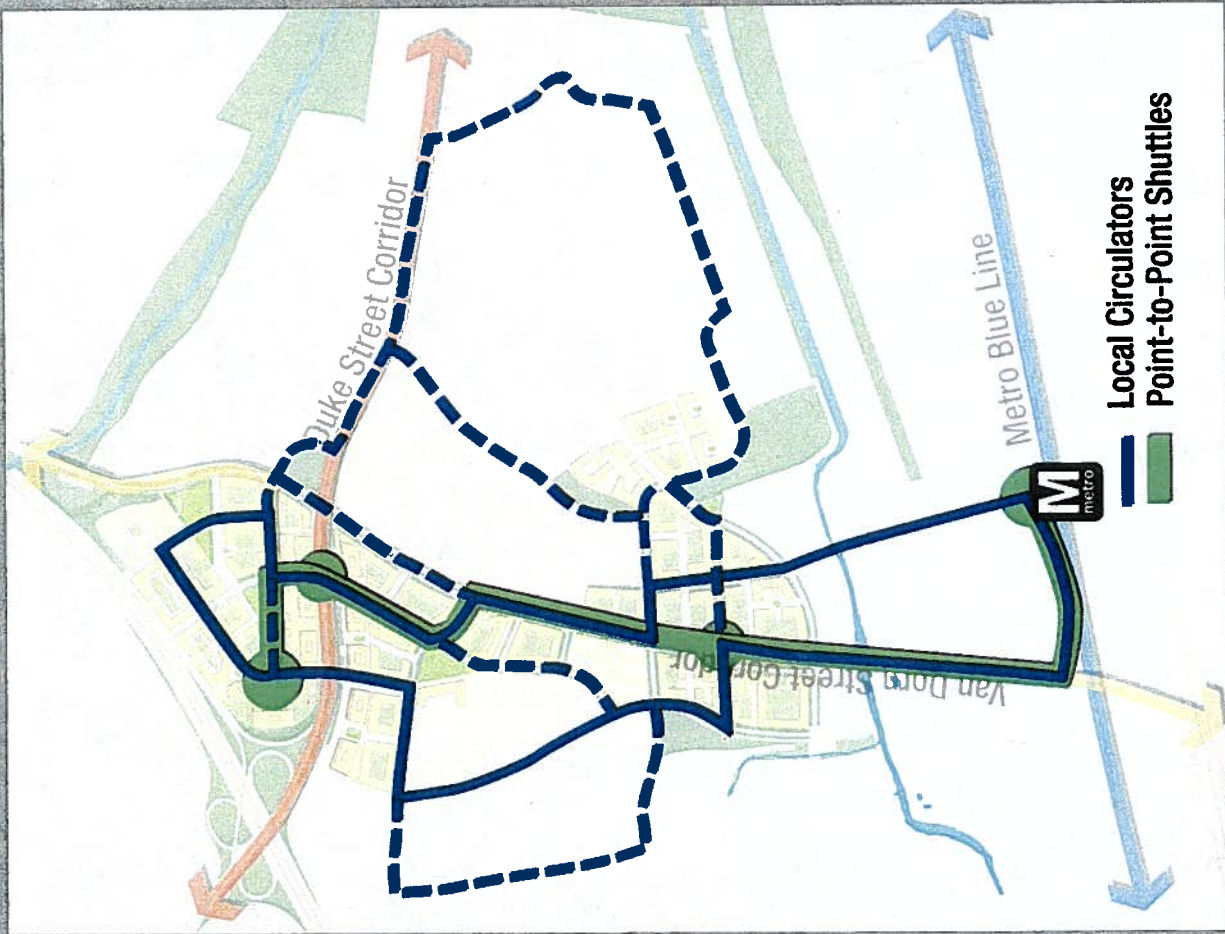 Duke Street Corridor
Van Dorn Street Corridor
Metro Blue Line
M
metro
Local Circulators
Point-to-Point Shuttles